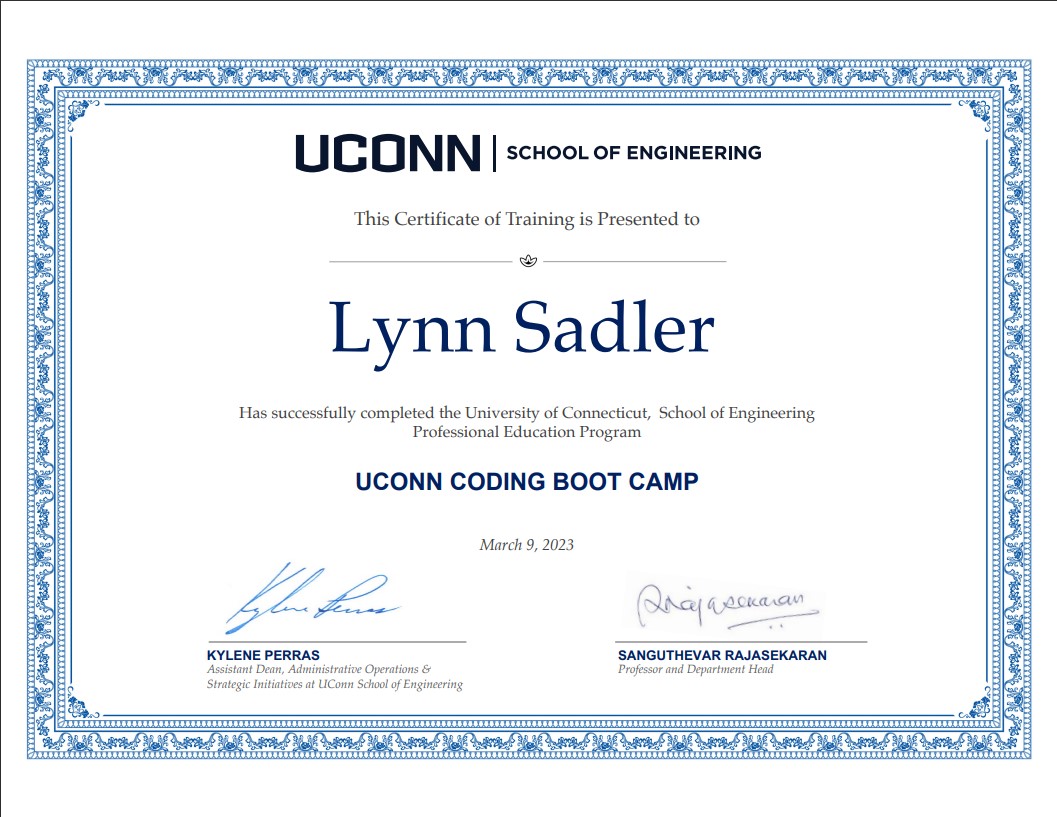 UCONN | SCHOOL OF ENGINEERING
This Certificate of Training is Presented to
Lynn Sadler
Has successfully completed the University of Connecticut,  School of Engineering
Professional Education Program
UCONN CODING BOOT CAMP
March 9, 2023
Kylene Perras
Rajasekaran
KYLENE PERRAS
Assistant Dean, Administrative Operations &
Strategic Initiatives at UConn School of Engineering
SANGUTHEVAR RAJASEKARAN
Professor and Department Head